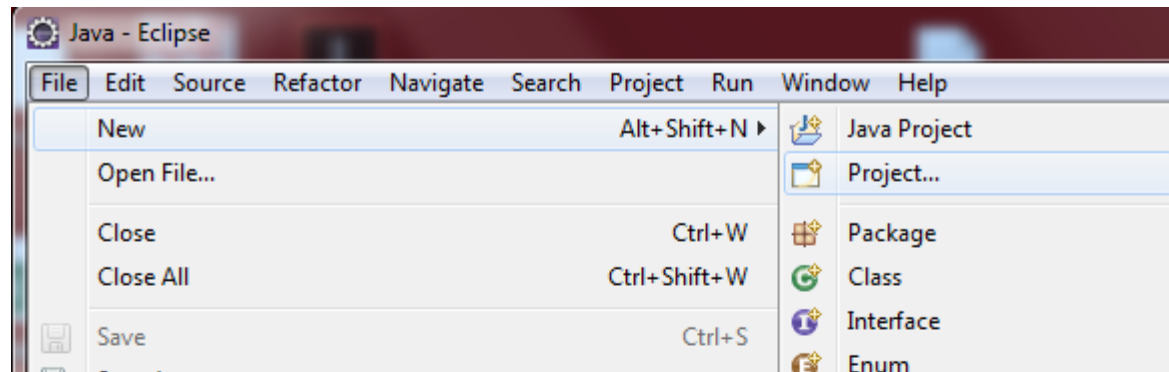 Java - Eclipse
File Edit Source Refactor Navigate Search Project Run Window Help
New Alt+Shift+N
Open File...
Close Ctrl+W
Close All Ctrl+Shift+W
Save Ctrl+S
Java Project
Project...
Package
Class
Interface
Enum